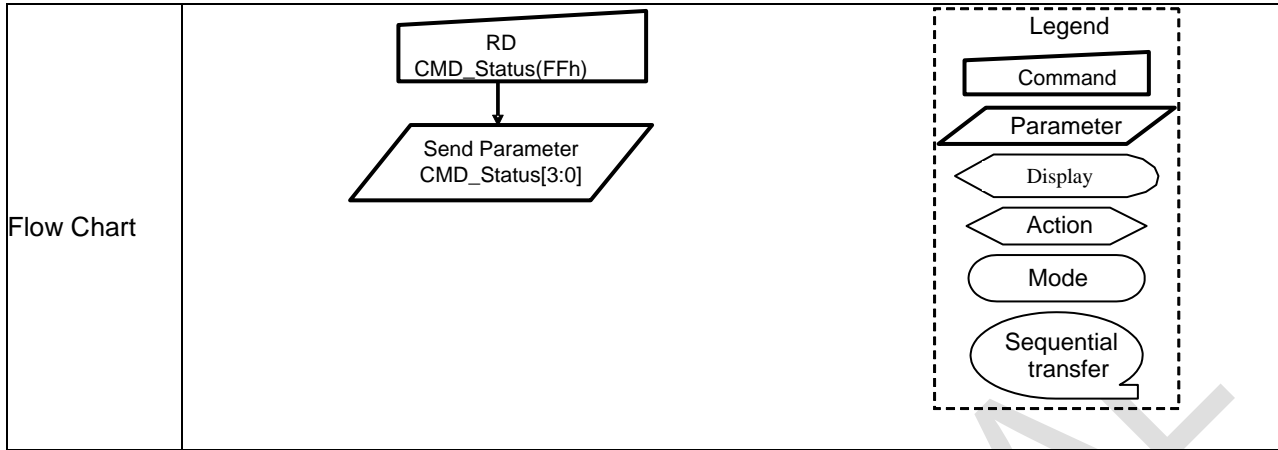 Flow Chart
RD
CMD_Status(FFh)
Send Parameter
CMD_Status[3:0]
Legend
Command
Parameter
Display
Action
Mode
Sequential
transfer